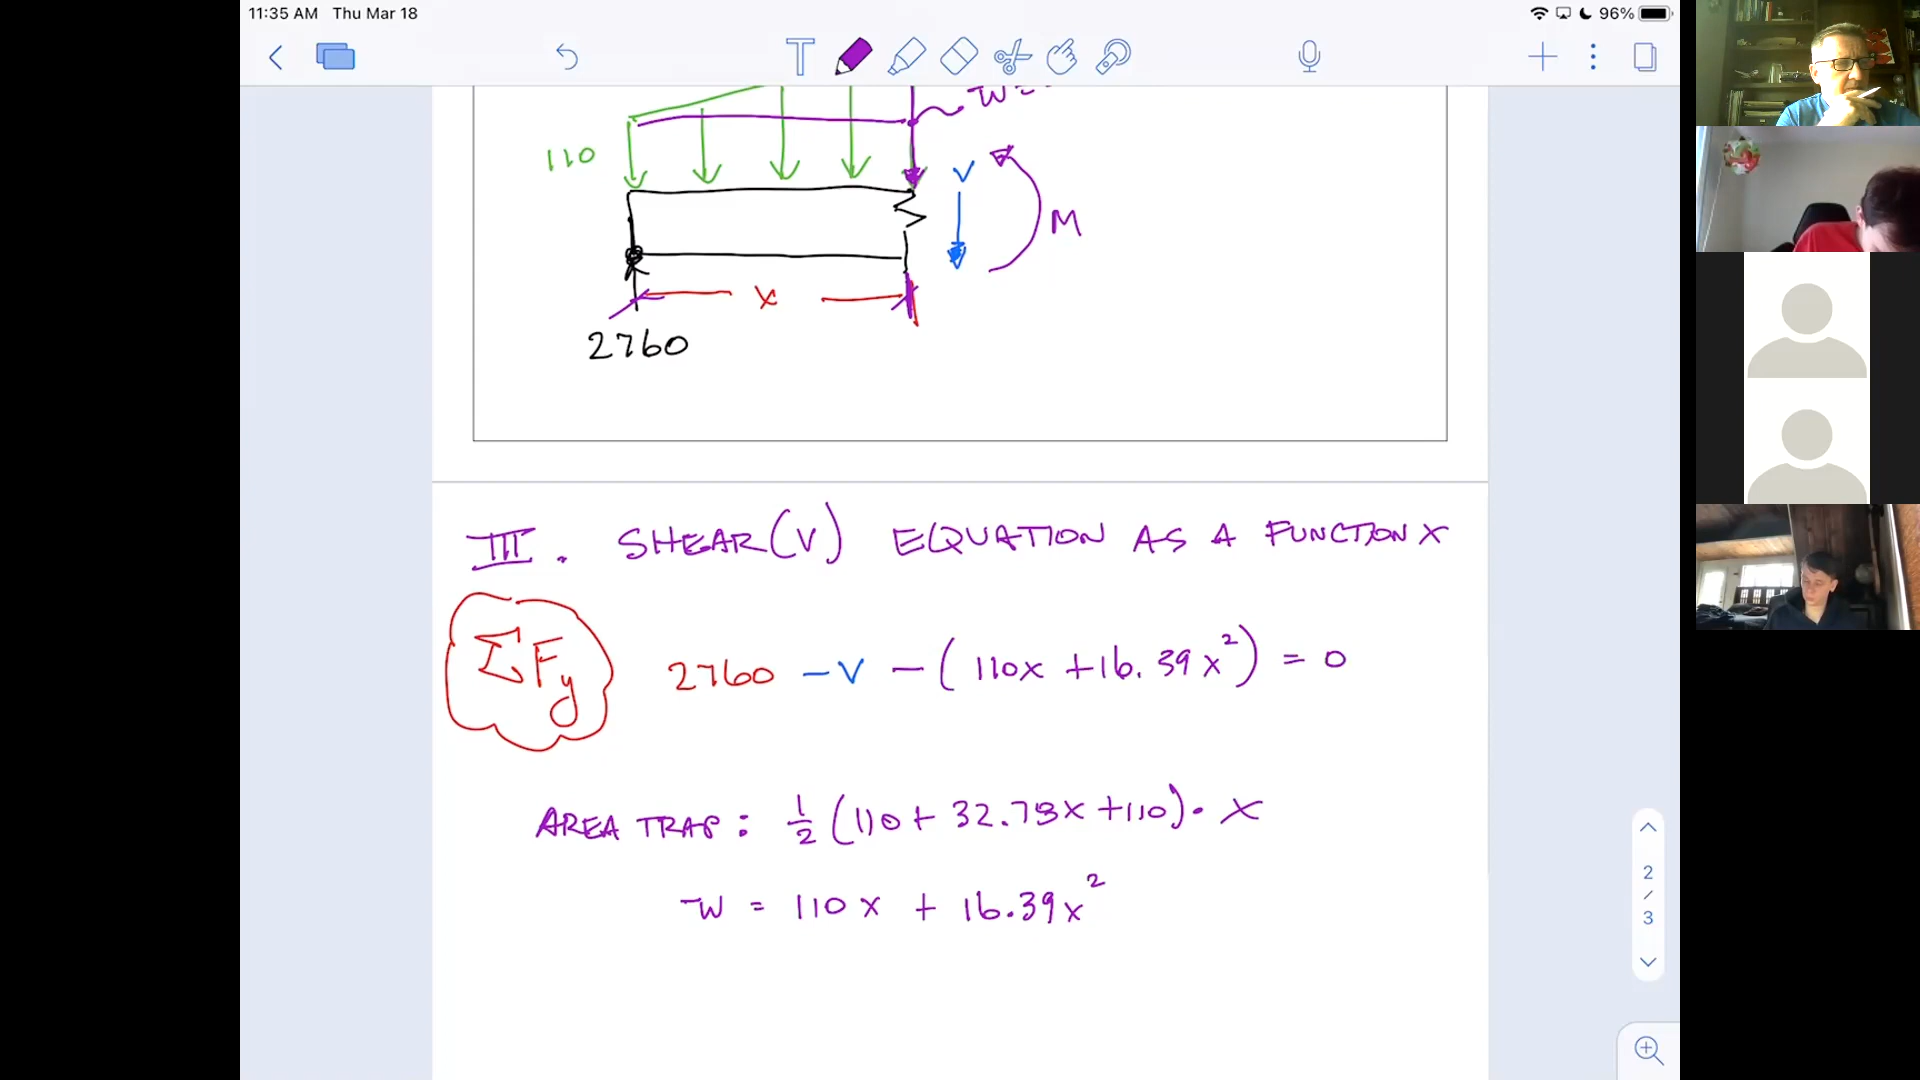 11:35 AM Thu Mar 18
96%
W =
110
V
M
X
2760
III. SHEAR(V) EQUATION AS A FUNCTION X
ΣFy 2760 - V - (110x + 16.39x²) = 0
AREA TRAP: 1/2 (110 + 32.78x + 110) · X
W = 110x + 16.39x²
2
/
3